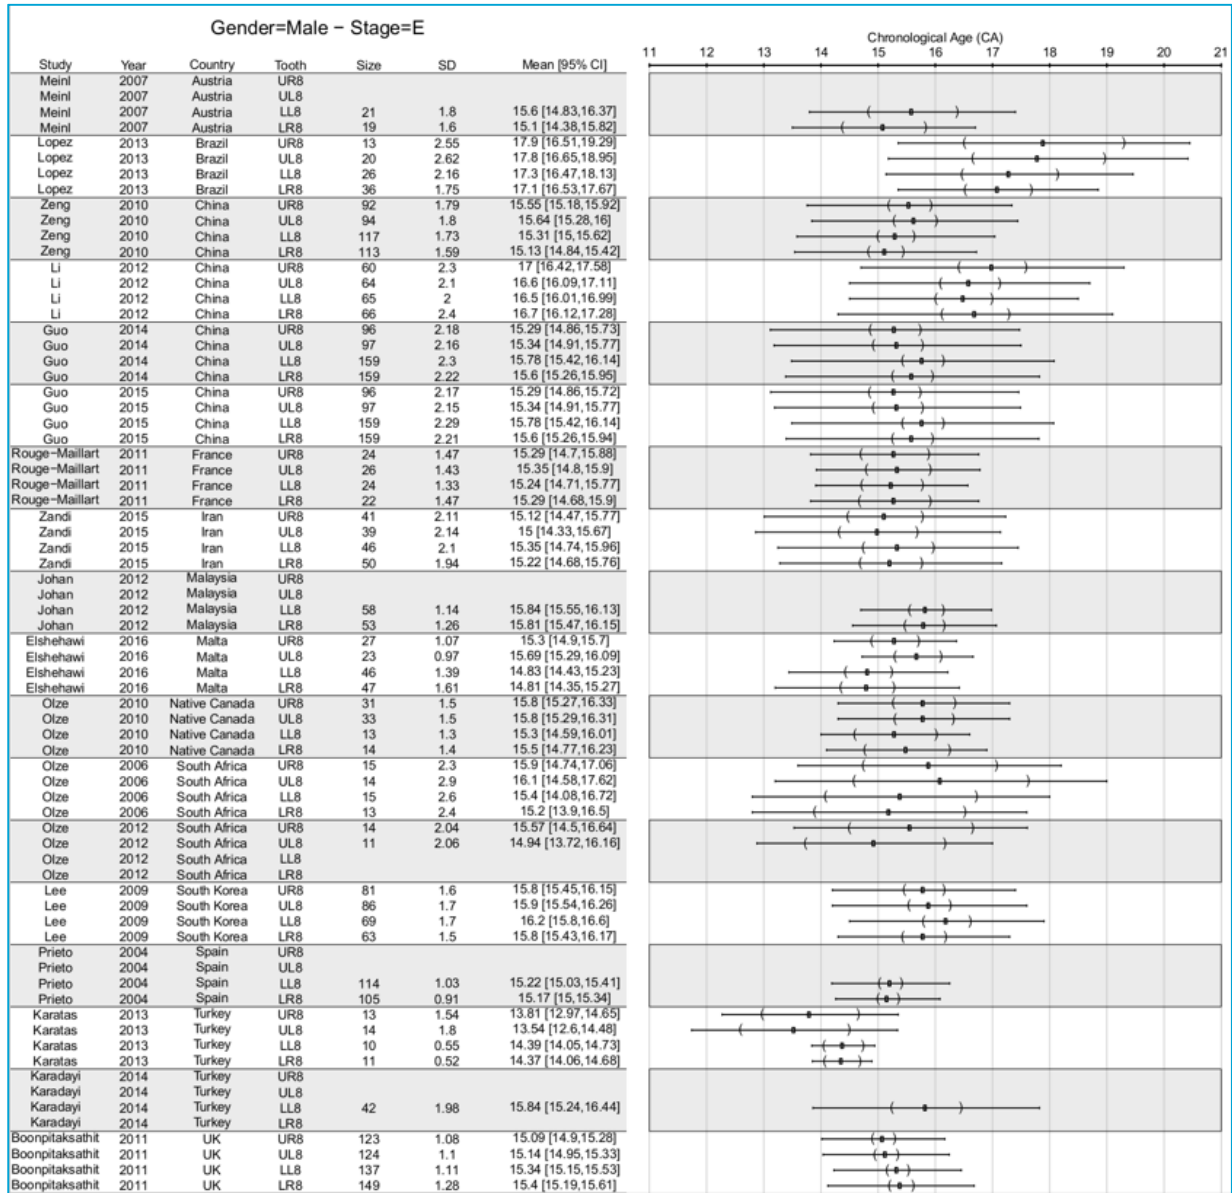 Gender=Male − Stage=E
Chronological Age (CA)
11 12 13 14 15 16 17 18 19 20 21
Study Year Country Tooth Size SD Mean [95% CI]
Meinl 2007 Austria UR8
Meinl 2007 Austria UL8
Meinl 2007 Austria LL8 21 1.8 15.6 [14.83,16.37]
Meinl 2007 Austria LR8 19 1.6 15.1 [14.38,15.82]
Lopez 2013 Brazil UR8 13 2.55 17.9 [16.51,19.29]
Lopez 2013 Brazil UL8 20 2.62 17.8 [16.65,18.95]
Lopez 2013 Brazil LL8 26 2.16 17.3 [16.47,18.13]
Lopez 2013 Brazil LR8 36 1.75 17.1 [16.53,17.67]
Zeng 2010 China UR8 92 1.79 15.55 [15.18,15.92]
Zeng 2010 China UL8 94 1.8 15.64 [15.28,16]
Zeng 2010 China LL8 117 1.73 15.31 [15,15.62]
Zeng 2010 China LR8 113 1.59 15.13 [14.84,15.42]
Li 2012 China UR8 60 2.3 17 [16.42,17.58]
Li 2012 China UL8 64 2.1 16.6 [16.09,17.11]
Li 2012 China LL8 65 2 16.5 [16.01,16.99]
Li 2012 China LR8 66 2.4 16.7 [16.12,17.28]
Guo 2014 China UR8 96 2.18 15.29 [14.86,15.73]
Guo 2014 China UL8 97 2.16 15.34 [14.91,15.77]
Guo 2014 China LL8 159 2.3 15.78 [15.42,16.14]
Guo 2014 China LR8 159 2.22 15.6 [15.26,15.95]
Guo 2015 China UR8 96 2.17 15.29 [14.86,15.72]
Guo 2015 China UL8 97 2.15 15.34 [14.91,15.77]
Guo 2015 China LL8 159 2.29 15.78 [15.42,16.14]
Guo 2015 China LR8 159 2.21 15.6 [15.26,15.94]
Rouge−Maillart 2011 France UR8 24 1.47 15.29 [14.7,15.88]
Rouge−Maillart 2011 France UL8 26 1.43 15.35 [14.8,15.9]
Rouge−Maillart 2011 France LL8 24 1.33 15.24 [14.71,15.77]
Rouge−Maillart 2011 France LR8 22 1.47 15.29 [14.68,15.9]
Zandi 2015 Iran UR8 41 2.11 15.12 [14.47,15.77]
Zandi 2015 Iran UL8 39 2.14 15 [14.33,15.67]
Zandi 2015 Iran LL8 46 2.1 15.35 [14.74,15.96]
Zandi 2015 Iran LR8 50 1.94 15.22 [14.68,15.76]
Johan 2012 Malaysia UR8
Johan 2012 Malaysia UL8
Johan 2012 Malaysia LL8 58 1.14 15.84 [15.55,16.13]
Johan 2012 Malaysia LR8 53 1.26 15.81 [15.47,16.15]
Elshehawi 2016 Malta UR8 27 1.07 15.3 [14.9,15.7]
Elshehawi 2016 Malta UL8 23 0.97 15.69 [15.29,16.09]
Elshehawi 2016 Malta LL8 46 1.39 14.83 [14.43,15.23]
Elshehawi 2016 Malta LR8 47 1.61 14.81 [14.35,15.27]
Olze 2010 Native Canada UR8 31 1.5 15.8 [15.27,16.33]
Olze 2010 Native Canada UL8 33 1.5 15.8 [15.29,16.31]
Olze 2010 Native Canada LL8 13 1.3 15.3 [14.59,16.01]
Olze 2010 Native Canada LR8 14 1.4 15.5 [14.77,16.23]
Olze 2006 South Africa UR8 15 2.3 15.9 [14.74,17.06]
Olze 2006 South Africa UL8 14 2.9 16.1 [14.58,17.62]
Olze 2006 South Africa LL8 15 2.6 15.4 [14.08,16.72]
Olze 2006 South Africa LR8 13 2.4 15.2 [13.9,16.5]
Olze 2012 South Africa UR8 14 2.04 15.57 [14.5,16.64]
Olze 2012 South Africa UL8 11 2.06 14.94 [13.72,16.16]
Olze 2012 South Africa LL8
Olze 2012 South Africa LR8
Lee 2009 South Korea UR8 81 1.6 15.8 [15.45,16.15]
Lee 2009 South Korea UL8 86 1.7 15.9 [15.54,16.26]
Lee 2009 South Korea LL8 69 1.7 16.2 [15.8,16.6]
Lee 2009 South Korea LR8 63 1.5 15.8 [15.43,16.17]
Prieto 2004 Spain UR8
Prieto 2004 Spain UL8
Prieto 2004 Spain LL8 114 1.03 15.22 [15.03,15.41]
Prieto 2004 Spain LR8 105 0.91 15.17 [15,15.34]
Karatas 2013 Turkey UR8 13 1.54 13.81 [12.97,14.65]
Karatas 2013 Turkey UL8 14 1.8 13.54 [12.6,14.48]
Karatas 2013 Turkey LL8 10 0.55 14.39 [14.05,14.73]
Karatas 2013 Turkey LR8 11 0.52 14.37 [14.06,14.68]
Karadayi 2014 Turkey UR8
Karadayi 2014 Turkey UL8
Karadayi 2014 Turkey LL8 42 1.98 15.84 [15.24,16.44]
Karadayi 2014 Turkey LR8
Boonpitaksathit 2011 UK UR8 123 1.08 15.09 [14.9,15.28]
Boonpitaksathit 2011 UK UL8 124 1.1 15.14 [14.95,15.33]
Boonpitaksathit 2011 UK LL8 137 1.11 15.34 [15.15,15.53]
Boonpitaksathit 2011 UK LR8 149 1.28 15.4 [15.19,15.61]